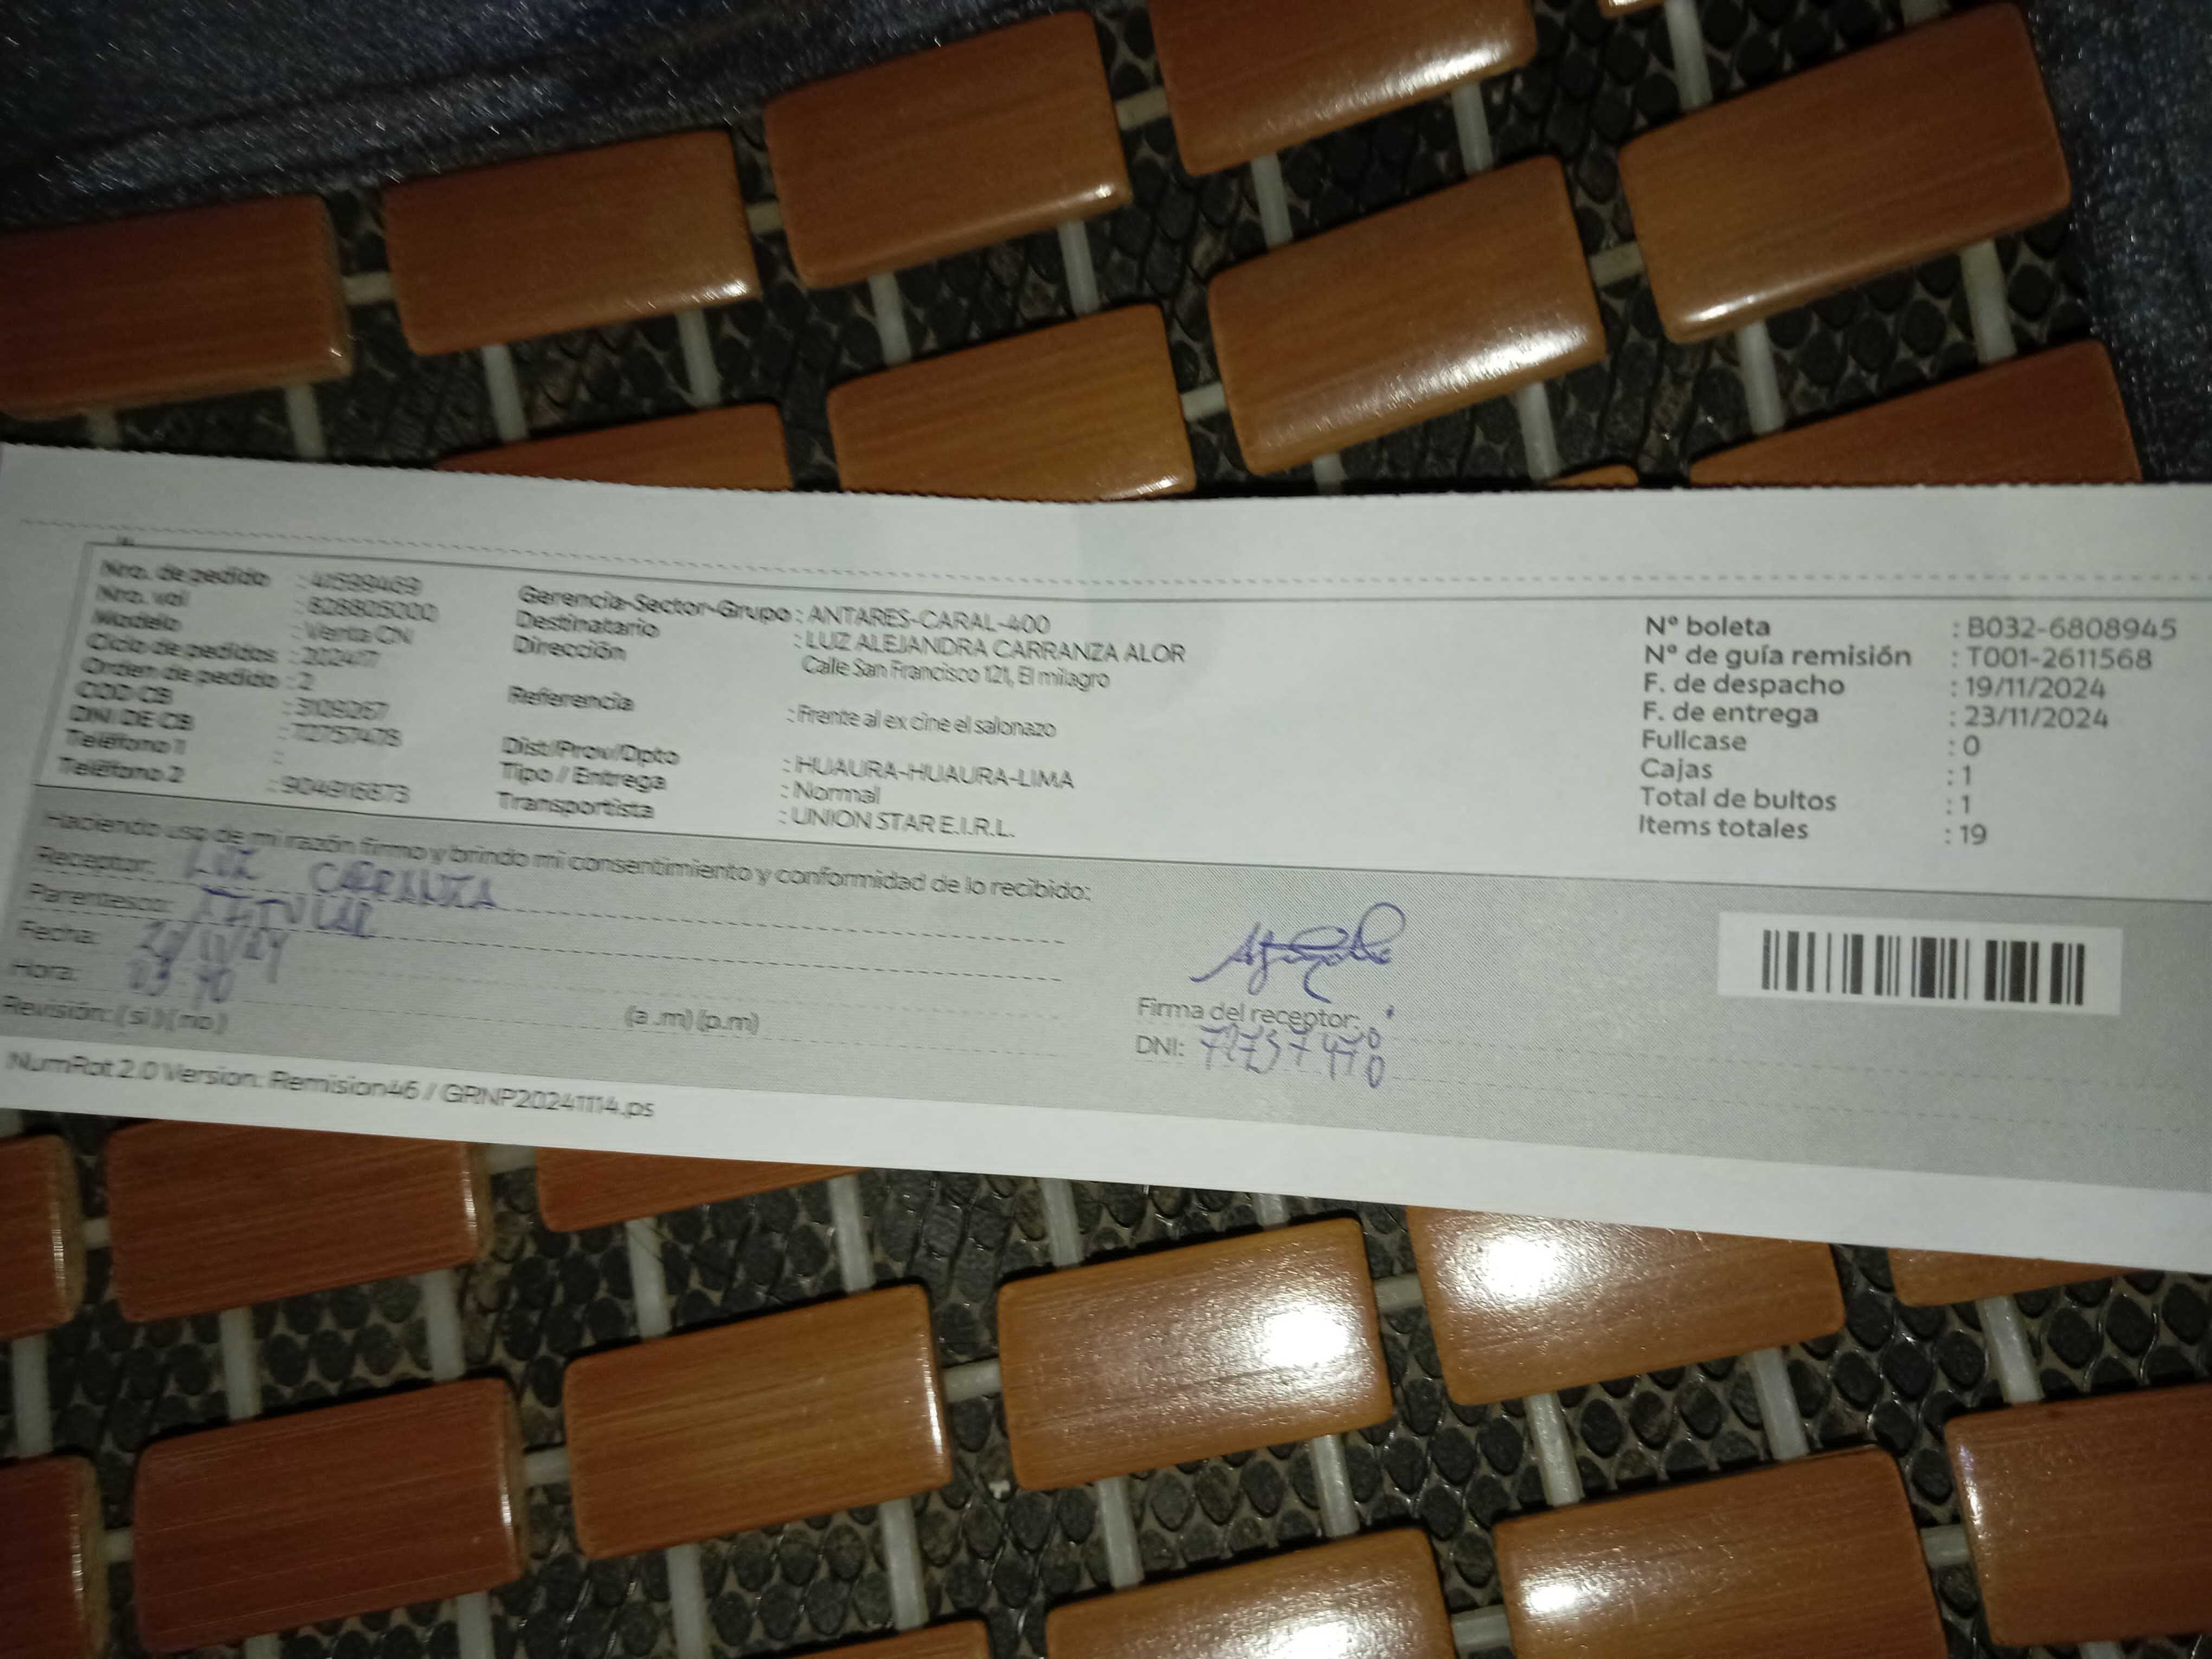 Nro. de pedido : 41599469
Nro. vol : 828805000
Modelo : Venta CN
Ciclo de pedidos : 202417
Orden de pedido : 2
COD CB : 3109267
DNI DE CB : 72757478
Teléfono 1 :
Teléfono 2 : 904916873
Gerencia-Sector-Grupo : ANTARES-CARAL-400
Destinatario : LUZ ALEJANDRA CARRANZA ALOR
Dirección Calle San Francisco 121, El milagro
Referencia : Frente al ex cine el salonazo
Dist/Prov/Dpto : HUAURA-HUAURA-LIMA
Tipo / Entrega : Normal
Transportista : UNION STAR E.I.R.L.
Nº boleta : B032-6808945
Nº de guía remisión : T001-2611568
F. de despacho : 19/11/2024
F. de entrega : 23/11/2024
Fullcase : 0
Cajas : 1
Total de bultos : 1
Items totales : 19
Haciendo uso de mi razón firmo y brindo mi consentimiento y conformidad de lo recibido:
Receptor: LUZ CARRANZA
Parentesco: TITULAR
Fecha:
Hora:
Revisión: (si) (no) (a .m) (p.m)
Firma del receptor:
DNI:
NumRot 2.0 Version: Remision46 / GRNP20241114.ps